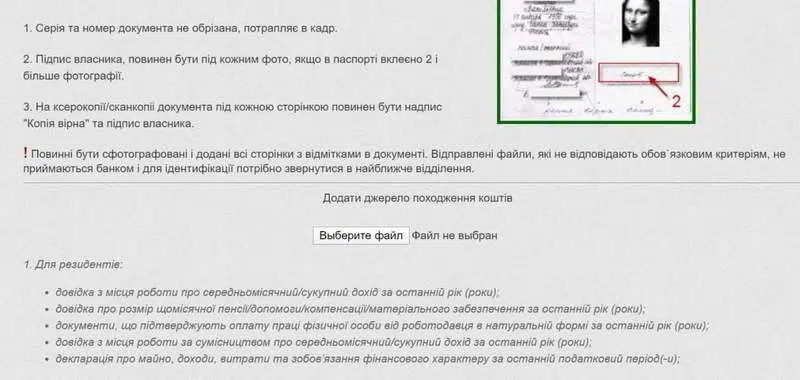 1. Серія та номер документа не обрізана, потрапляє в кадр.
2. Підпис власника, повинен бути під кожним фото, якщо в паспорті вклеєно 2 і
більше фотографії.
3. На ксерокопії/сканкопії документа під кожною сторінкою повинен бути надпис
"Копія вірна" та підпис власника.
2
! Повинні бути сфотографовані і додані всі сторінки з відмітками в документі. Відправлені файли, які не відповідають обов`язковим критеріям, не
приймаються банком і для ідентифікації потрібно звернутися в найближче відділення.
Додати джерело походження коштів
Выберите файл Файл не выбран
1. Для резидентів:
• довідка з місця роботи про середньомісячний/сукупний дохід за останній рік (роки);
• довідка про розмір щомісячної пенсії/допомоги/компенсації/матеріального забезпечення за останній рік (роки);
• документи, що підтверджують оплату праці фізичної особи від роботодавця в натуральній формі за останній рік (роки);
• довідка з місця роботи за сумісництвом про середньомісячний/сукупний дохід за останній рік (роки);
• декларація про майно, доходи, витрати та зобов’язання фінансового характеру за останній податковий період(-и);